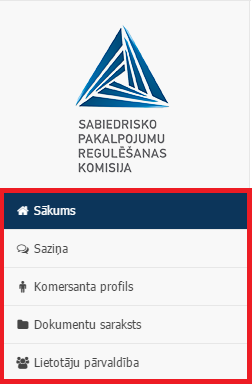 SABIEDRISKO
PAKALPOJUMU
REGULĒŠANAS
KOMISIJA
Sākums
Saziņa
Komersanta profils
Dokumentu saraksts
Lietotāju pārvaldība